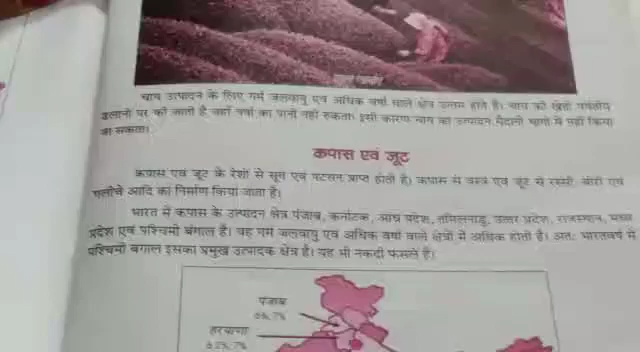 चाय उत्पादन के लिए गर्म जलवायु एवं अधिक वर्षा वाले क्षेत्र उत्तम होते हैं। चाय की खेती पर्वतीय
ढलानों पर की जाती है जहाँ वर्षा का पानी नहीं रुकता। इसी कारण चाय का उत्पादन मैदानी भागों में नहीं किया
जा सकता।
कपास एवं जूट
कपास एवं जूट के रेशों से सूत एवं पटसन प्राप्त होती है। कपास से वस्त्र एवं जूट से रस्सी, बोरी एवं
गलीचे आदि का निर्माण किया जाता है।
भारत में कपास के उत्पादन क्षेत्र पंजाब, कर्नाटक, आंध्र प्रदेश, तमिलनाडु, उत्तर प्रदेश, राजस्थान, मध्य
प्रदेश एवं पश्चिमी बंगाल है। यह गर्म जलवायु एवं अधिक वर्षा वाले क्षेत्रों में अधिक होती है। अतः भारतवर्ष में
पश्चिमी बंगाल इसका प्रमुख उत्पादक क्षेत्र है। यह भी नकदी फसलें हैं।
पंजाब
हरियाणा